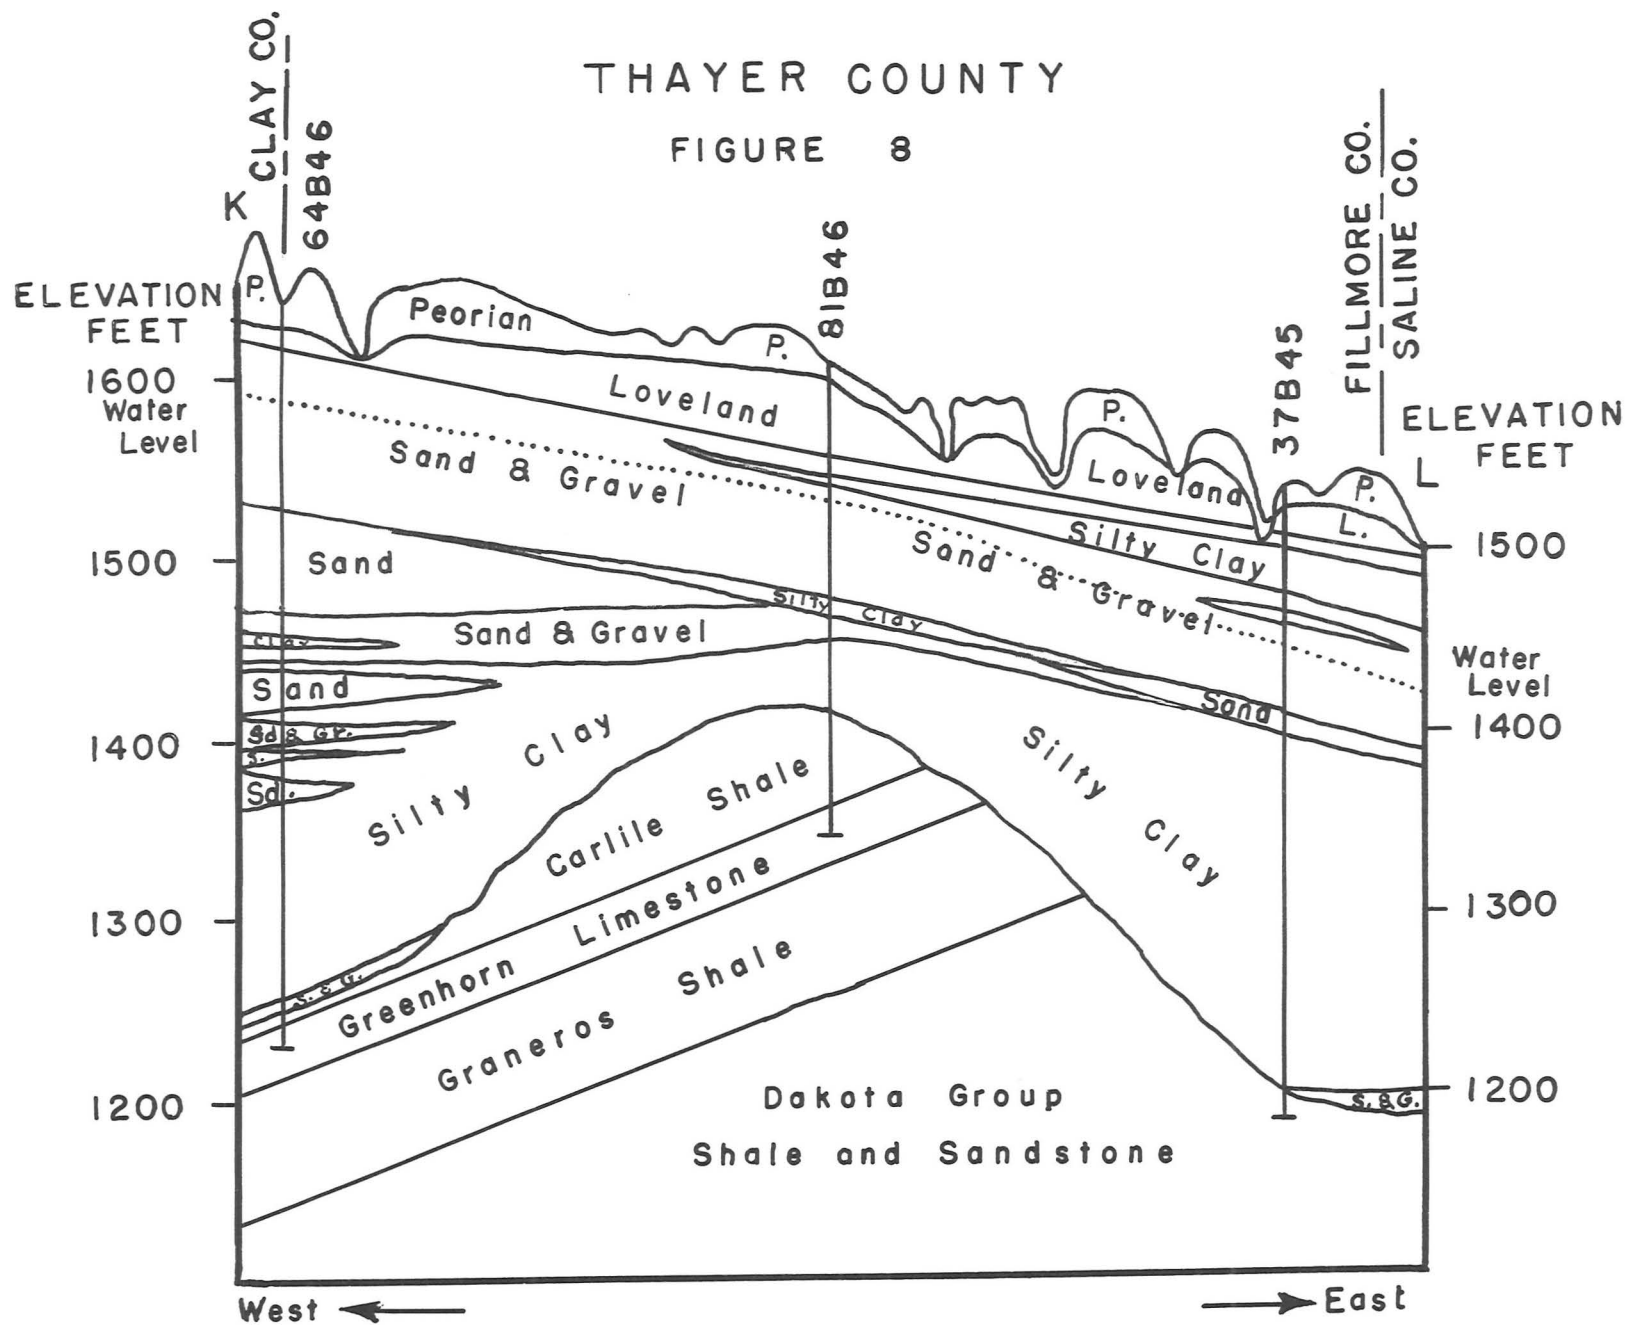 THAYER COUNTY
FIGURE 8
CLAY CO.
K
64B46
81B46
37B45
FILLMORE CO.
SALINE CO.
L
ELEVATION
FEET
1600
Water
Level
1500
1400
1300
1200
ELEVATION
FEET
1500
Water
Level
1400
1300
1200
P.
Peorian
P.
P.
P.
Loveland
Loveland
L.
Sand & Gravel
Silty Clay
Sand & Gravel
Sand
Silty Clay
Sand & Gravel
Clay
Sand
Sand
Sd & Gr.
S.
Sd.
Silty Clay
Silty Clay
Carlile Shale
S. & G.
Greenhorn Limestone
Graneros Shale
Dakota Group
Shale and Sandstone
S. & G.
West
East